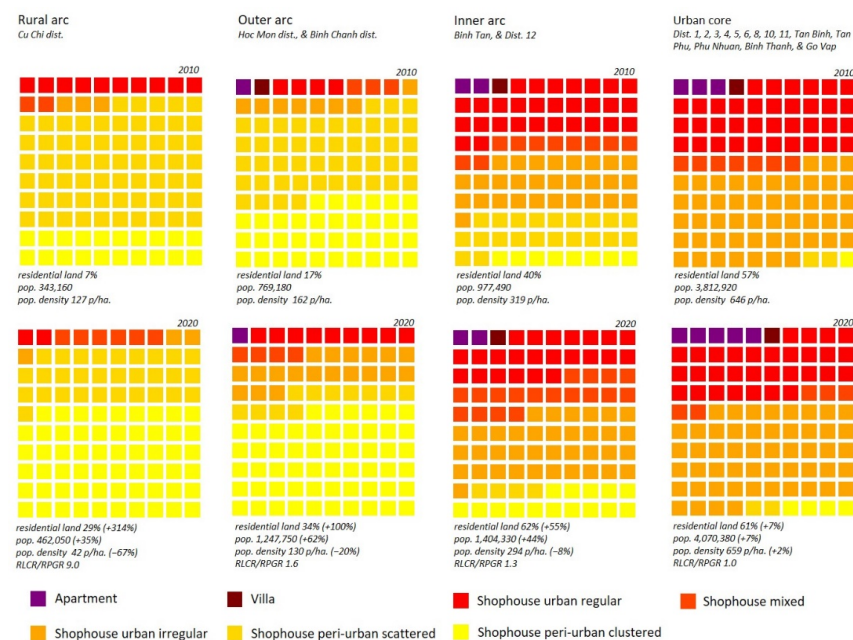 Rural arc
Cu Chi dist.
Outer arc
Hoc Mon dist., & Binh Chanh dist.
Inner arc
Binh Tan, & Dist. 12
Urban core
Dist. 1, 2, 3, 4, 5, 6, 8, 10, 11, Tan Binh, Tan
Phu, Phu Nhuan, Binh Thanh, & Go Vap
2010
2010
2010
2010
residential land 7%
pop. 343,160
pop. density 127 p/ha.
residential land 17%
pop. 769,180
pop. density 162 p/ha.
residential land 40%
pop. 977,490
pop. density 319 p/ha.
residential land 57%
pop. 3,812,920
pop. density 646 p/ha.
2020
2020
2020
2020
residential land 29% (+314%)
pop. 462,050 (+35%)
pop. density 42 p/ha. (−67%)
RLCR/RPGR 9.0
residential land 34% (+100%)
pop. 1,247,750 (+62%)
pop. density 130 p/ha. (−20%)
RLCR/RPGR 1.6
residential land 62% (+55%)
pop. 1,404,330 (+44%)
pop. density 294 p/ha. (−8%)
RLCR/RPGR 1.3
residential land 61% (+7%)
pop. 4,070,380 (+7%)
pop. density 659 p/ha. (+2%)
RLCR/RPGR 1.0
Apartment
Villa
Shophouse urban regular
Shophouse mixed
Shophouse urban irregular
Shophouse peri-urban scattered
Shophouse peri-urban clustered